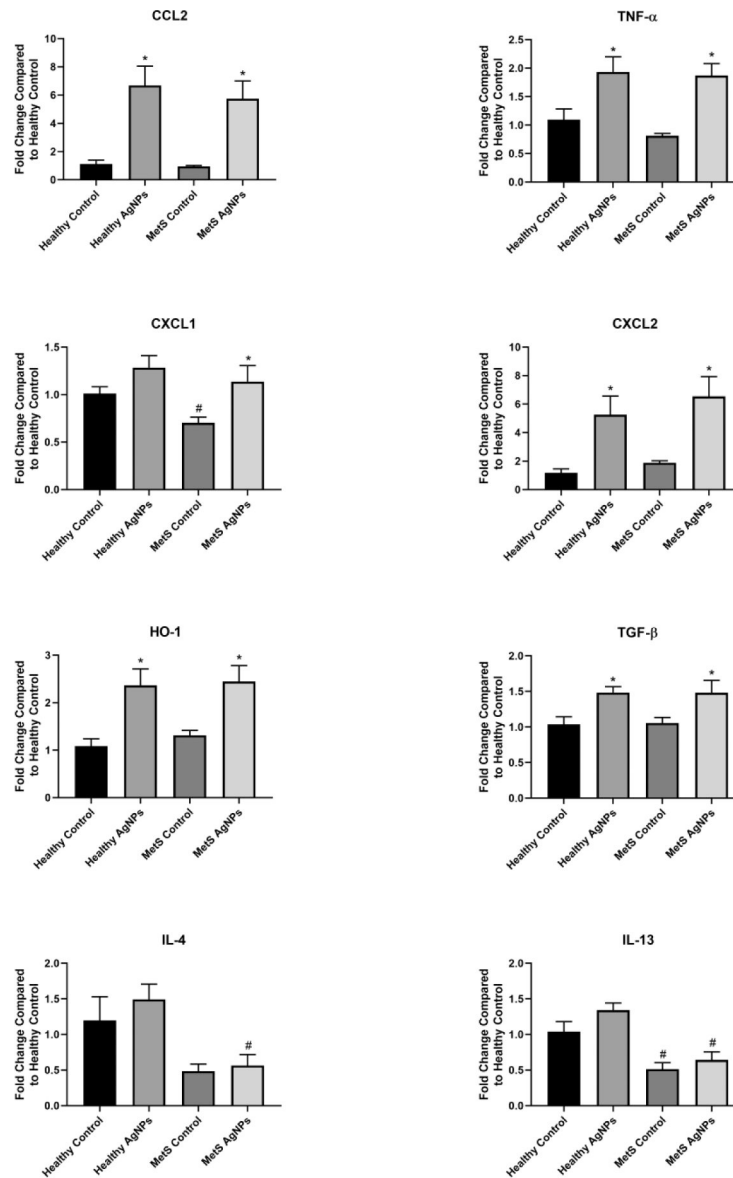 CCL2
Fold Change Compared
to Healthy Control
10
8
6
4
2
0
*
*
Healthy Control
Healthy AgNPs
MetS Control
MetS AgNPs
TNF-α
Fold Change Compared
to Healthy Control
2.5
2.0
1.5
1.0
0.5
0.0
*
*
Healthy Control
Healthy AgNPs
MetS Control
MetS AgNPs
CXCL1
Fold Change Compared
to Healthy Control
1.5
1.0
0.5
0.0
#
*
Healthy Control
Healthy AgNPs
MetS Control
MetS AgNPs
CXCL2
Fold Change Compared
to Healthy Control
10
8
6
4
2
0
*
*
Healthy Control
Healthy AgNPs
MetS Control
MetS AgNPs
HO-1
Fold Change Compared
to Healthy Control
3
2
1
0
*
*
Healthy Control
Healthy AgNPs
MetS Control
MetS AgNPs
TGF-β
Fold Change Compared
to Healthy Control
2.0
1.5
1.0
0.5
0.0
*
*
Healthy Control
Healthy AgNPs
MetS Control
MetS AgNPs
IL-4
Fold Change Compared
to Healthy Control
2.0
1.5
1.0
0.5
0.0
#
Healthy Control
Healthy AgNPs
MetS Control
MetS AgNPs
IL-13
Fold Change Compared
to Healthy Control
2.0
1.5
1.0
0.5
0.0
#
#
Healthy Control
Healthy AgNPs
MetS Control
MetS AgNPs